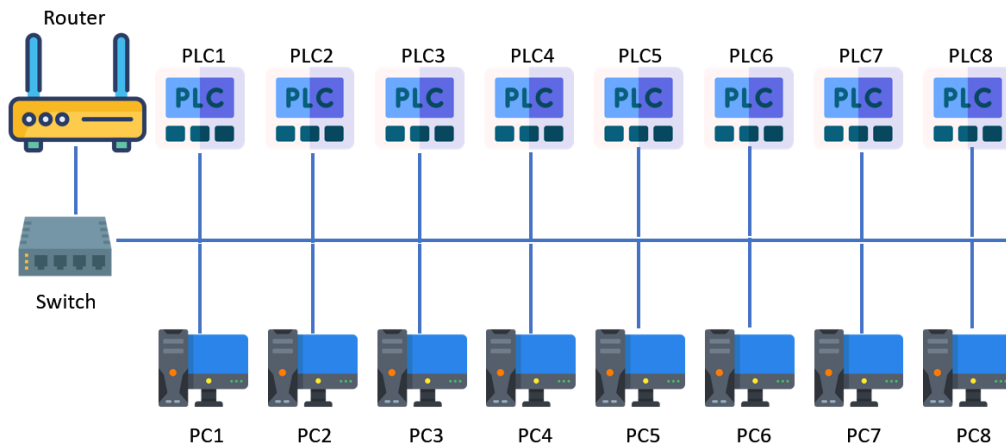 Router
PLC1 PLC2 PLC3 PLC4 PLC5 PLC6 PLC7 PLC8
PLC PLC PLC PLC PLC PLC PLC PLC
Switch
PC1 PC2 PC3 PC4 PC5 PC6 PC7 PC8